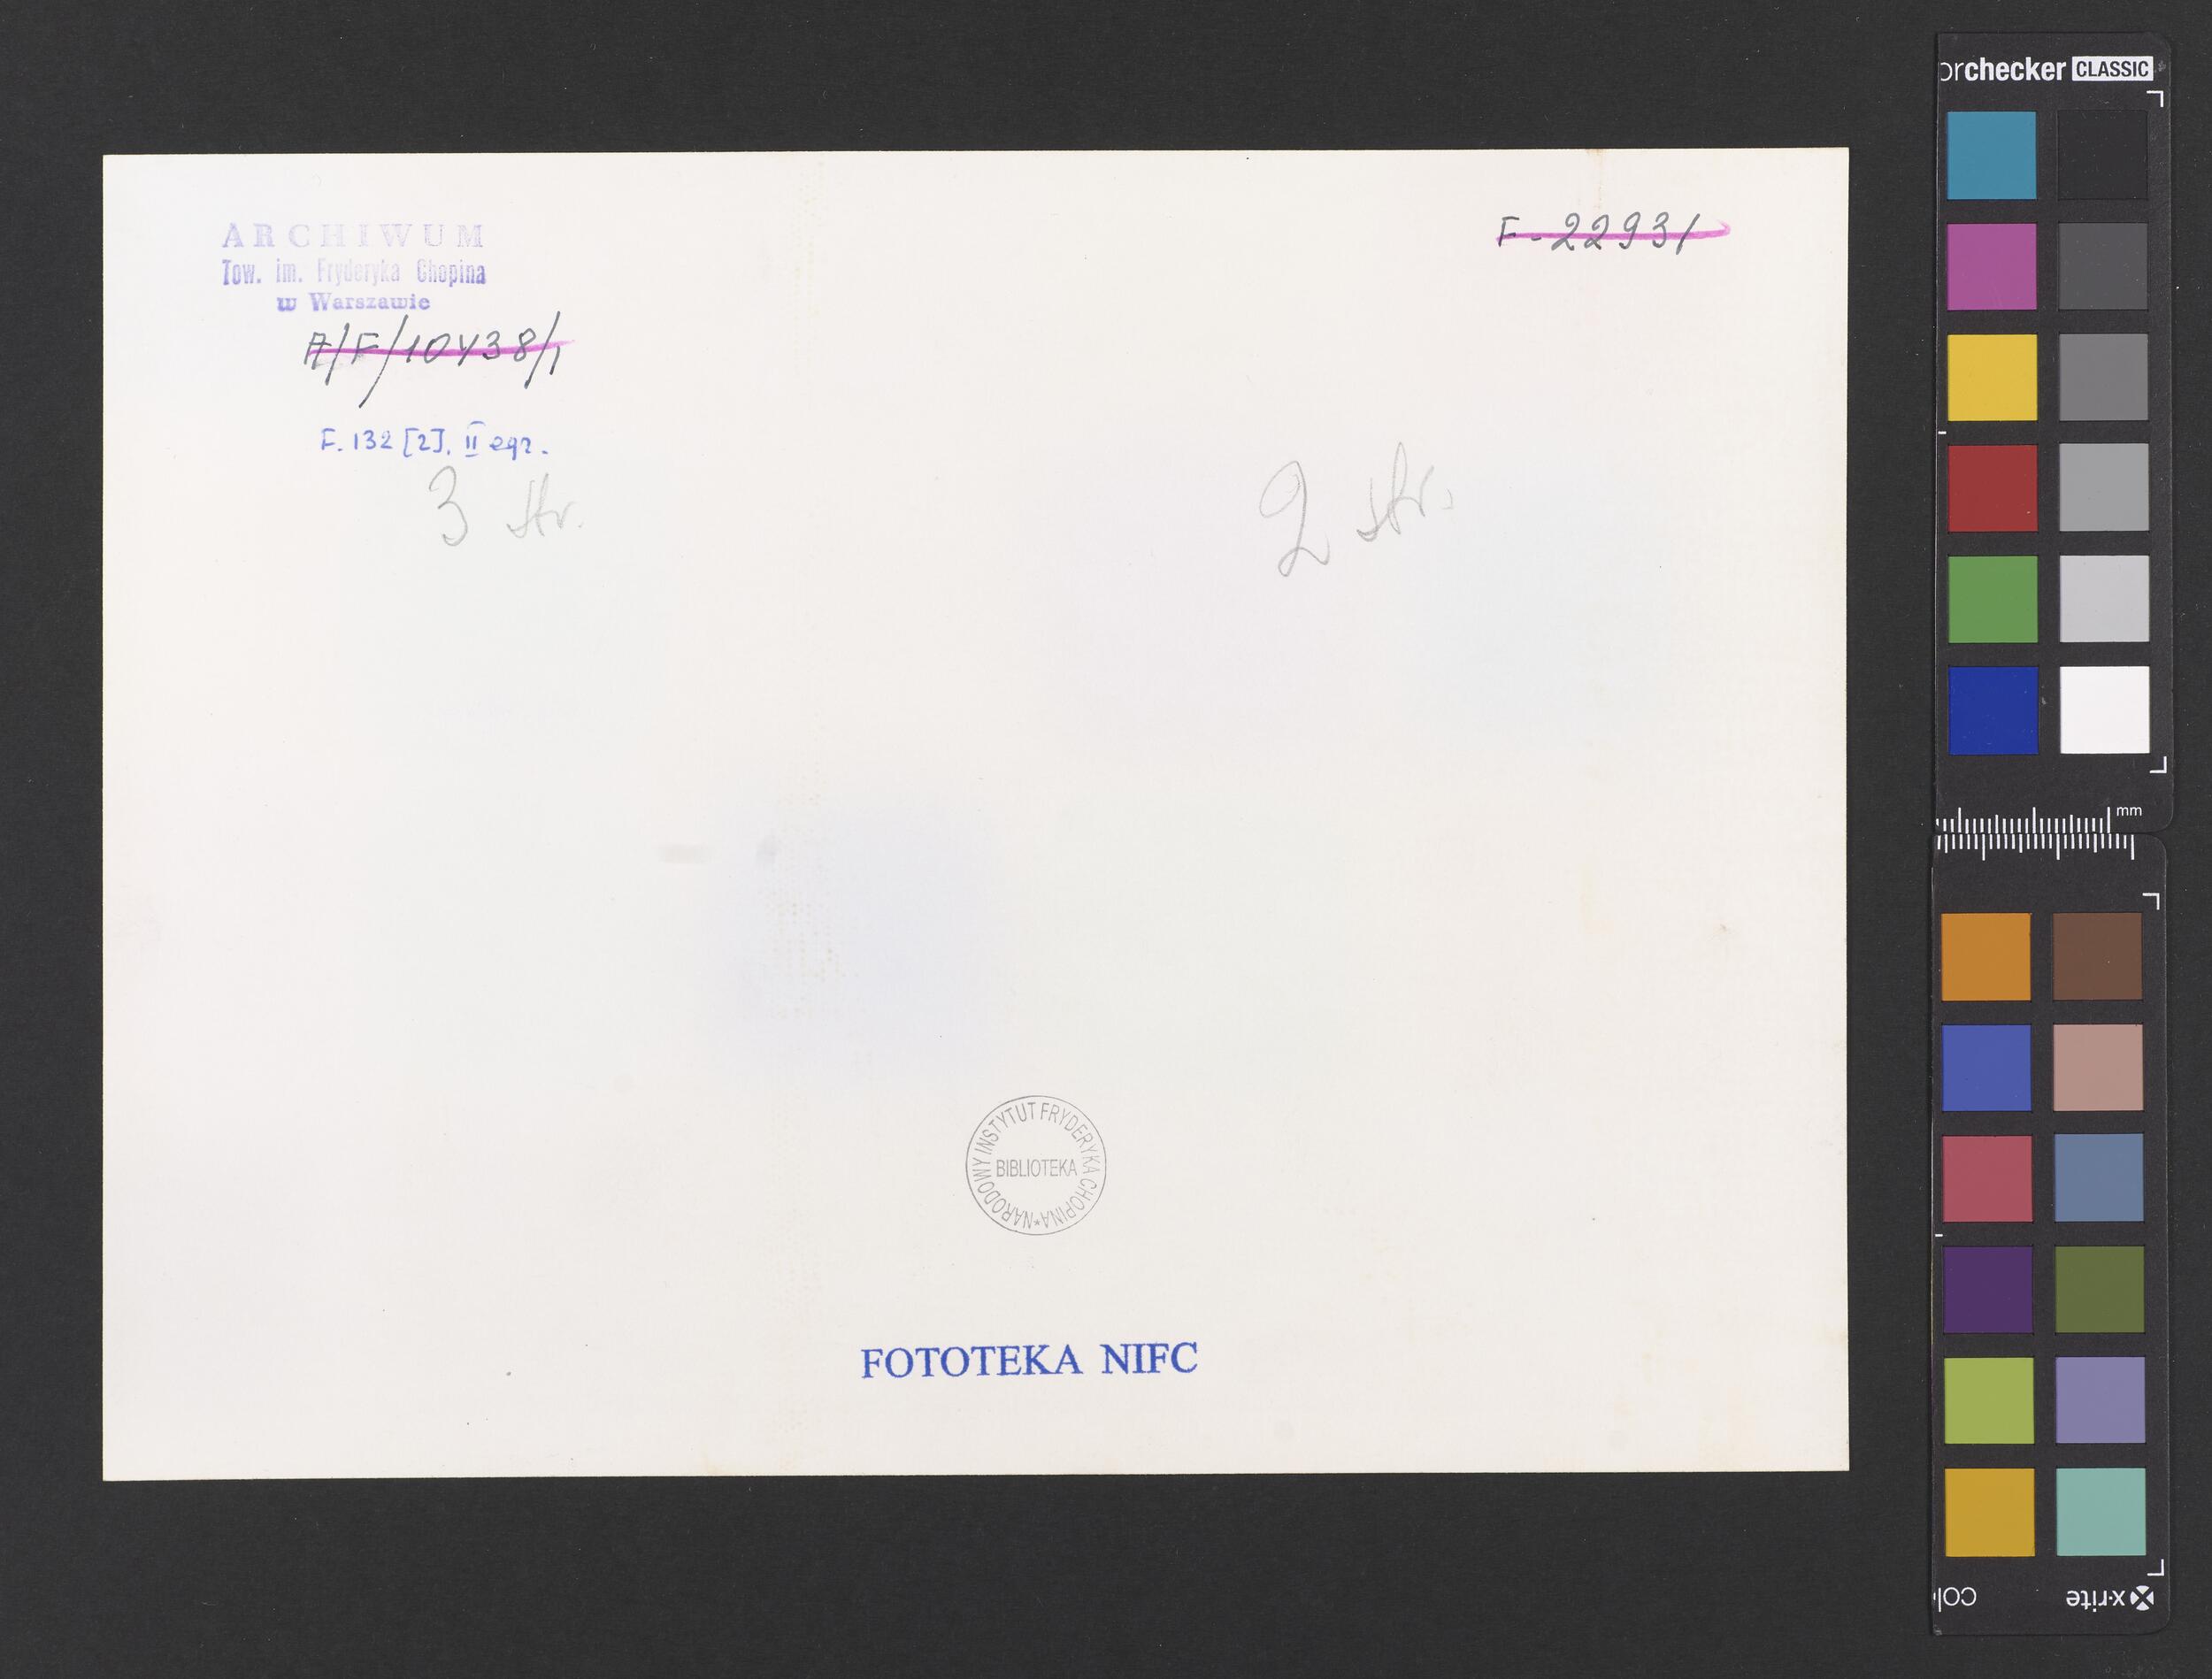 ARCHIWUM
Tow. im. Fryderyka Chopina
w Warszawie
A/F/10438/1
F. 132 [2]. II egz.
3 str.
F-22931
2 str.
NARODOWY INSTYTUT FRYDERYKA CHOPINA *
BIBLIOTEKA
FOTOTEKA NIFC
orchecker CLASSIC
mm
x-rite
col